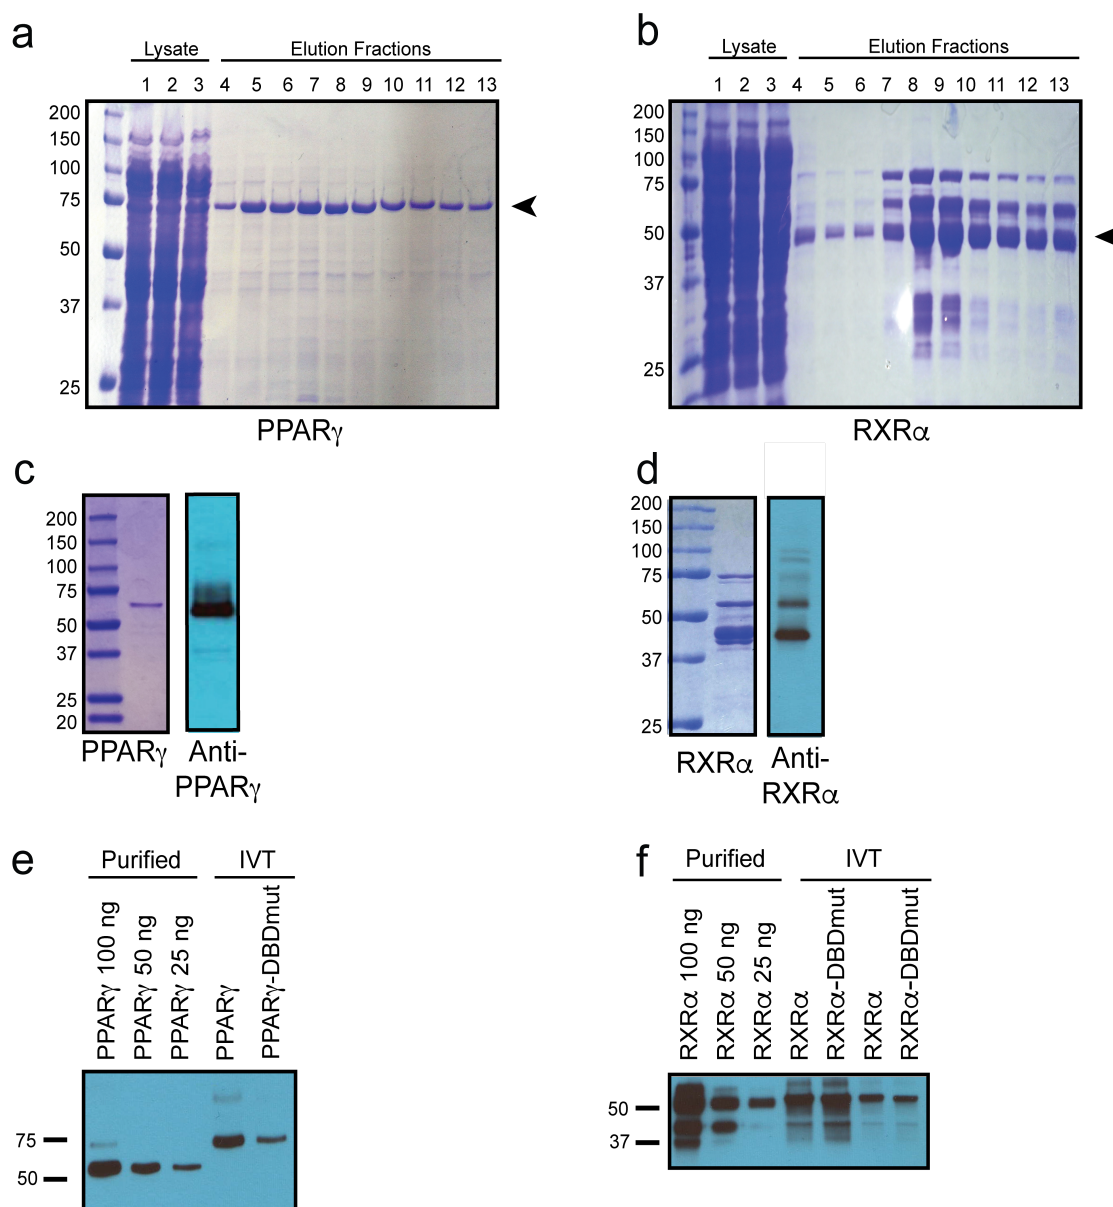 a
Lysate Elution Fractions
1 2 3 4 5 6 7 8 9 10 11 12 13
200
150
100
75
50
37
25
PPARγ
b
Lysate Elution Fractions
1 2 3 4 5 6 7 8 9 10 11 12 13
200
150
100
75
50
37
25
RXRα
c
200
150
100
75
50
37
25
20
PPARγ
Anti-
PPARγ
d
200
150
100
75
50
37
25
RXRα
Anti-
RXRα
e
Purified IVT
PPARγ 100 ng
PPARγ 50 ng
PPARγ 25 ng
PPARγ
PPARγ-DBDmut
75
50
f
Purified IVT
RXRα 100 ng
RXRα 50 ng
RXRα 25 ng
RXRα
RXRα-DBDmut
RXRα
RXRα-DBDmut
50
37